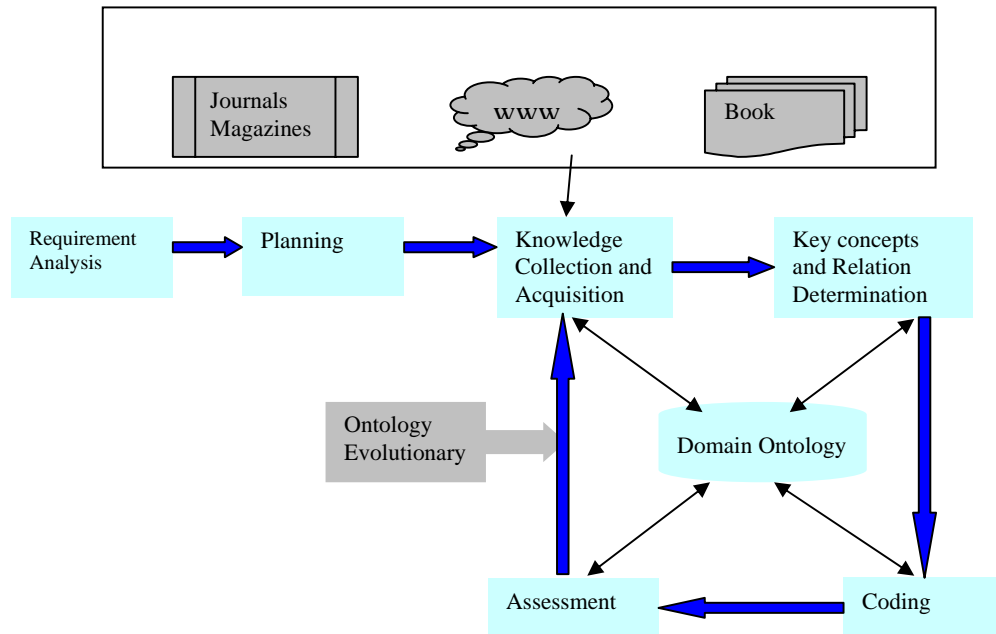 Journals
Magazines
www
Book
Requirement
Analysis
Planning
Knowledge
Collection and
Acquisition
Key concepts
and Relation
Determination
Ontology
Evolutionary
Domain Ontology
Assessment
Coding